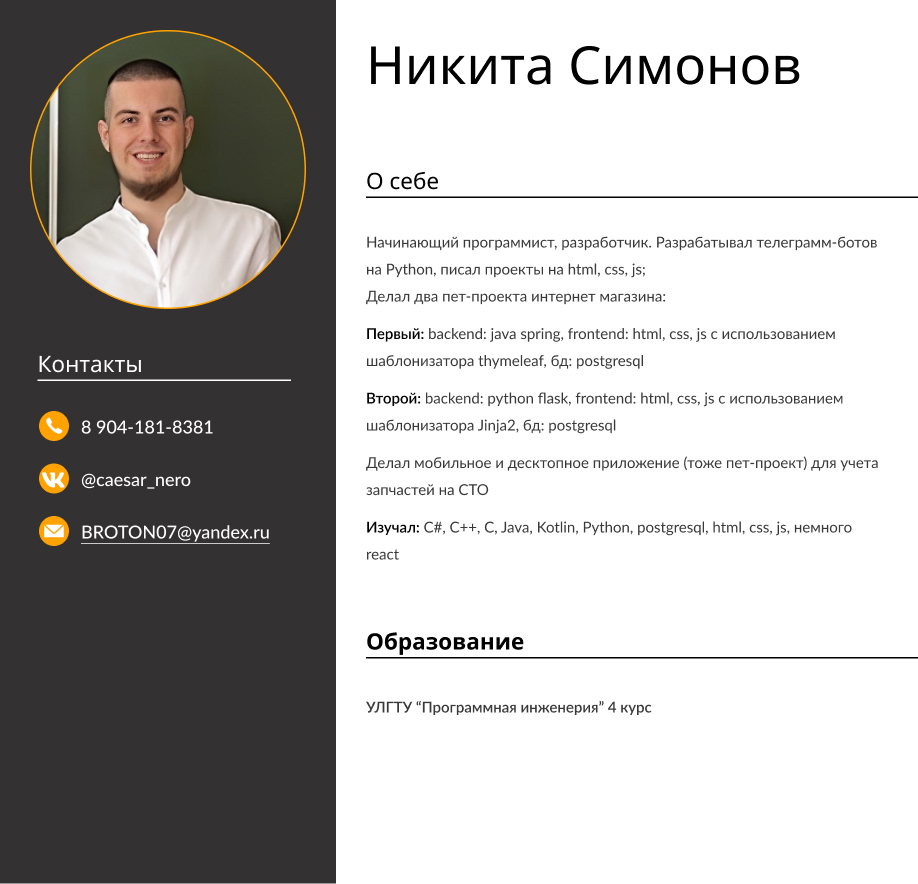 Никита Симонов
Контакты
8 904-181-8381
@caesar_nero
BROTON07@yandex.ru
О себе
Начинающий программист, разработчик. Разрабатывал телеграмм-ботов
на Python, писал проекты на html, css, js;
Делал два пет-проекта интернет магазина:
Первый: backend: java spring, frontend: html, css, js с использованием
шаблонизатора thymeleaf, бд: postgresql
Второй: backend: python flask, frontend: html, css, js с использованием
шаблонизатора Jinja2, бд: postgresql
Делал мобильное и десктопное приложение (тоже пет-проект) для учета
запчастей на СТО
Изучал: C#, C++, C, Java, Kotlin, Python, postgresql, html, css, js, немного
react
Образование
УЛГТУ “Программная инженерия” 4 курс